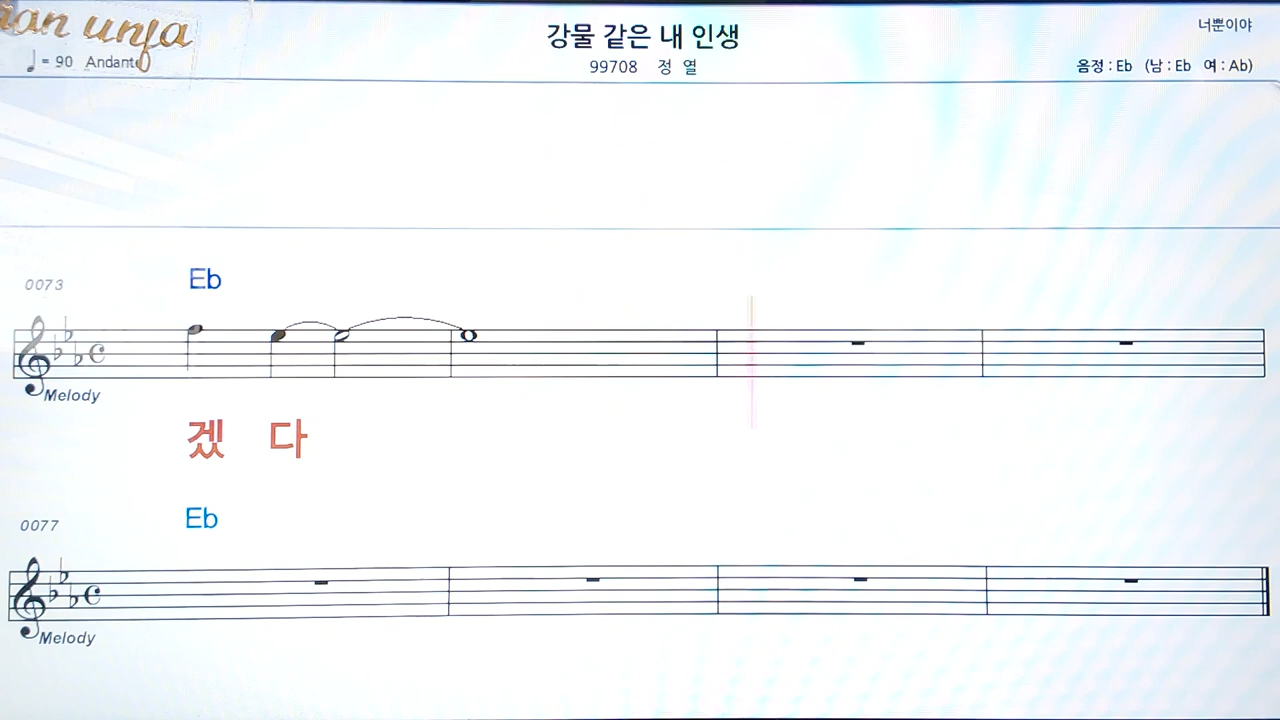 unja
강물 같은 내 인생
너뿐이야
♩ = 90 Andante
99708 정 열
음정 : Eb (남 : Eb 여 : Ab)
0073
Eb
Melody
겠 다
0077
Eb
Melody